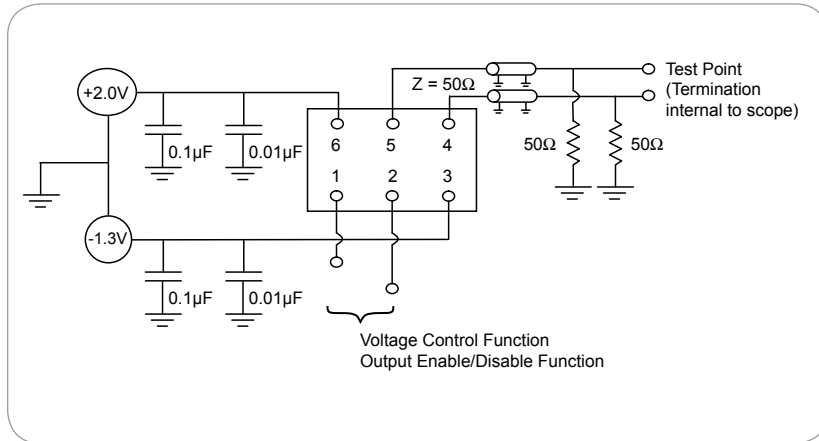 +2.0V
0.1µF
0.01µF
Z = 50Ω
6
5
4
1
2
3
Test Point
(Termination
internal to scope)
50Ω
50Ω
-1.3V
0.1µF
0.01µF
Voltage Control Function
Output Enable/Disable Function